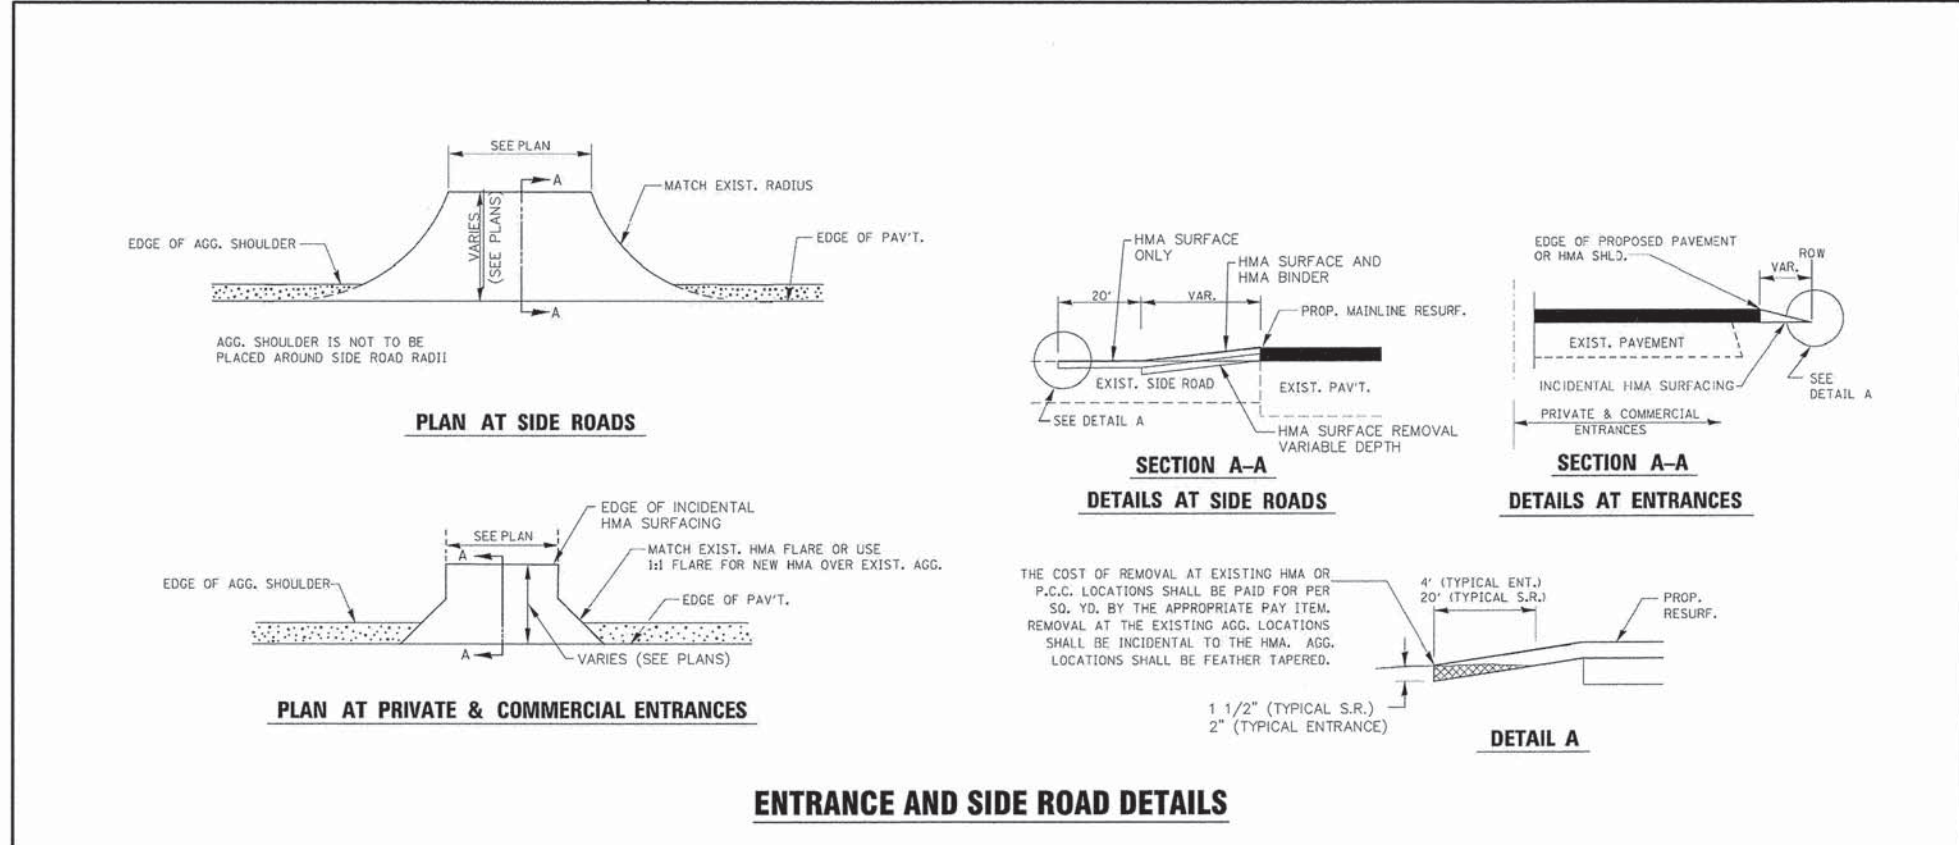 SEE PLAN
A
MATCH EXIST. RADIUS
VARIES
(SEE PLANS)
EDGE OF AGG. SHOULDER
EDGE OF PAV'T.
A
AGG. SHOULDER IS NOT TO BE
PLACED AROUND SIDE ROAD RADII
PLAN AT SIDE ROADS
HMA SURFACE
ONLY
HMA SURFACE AND
HMA BINDER
20'
VAR.
PROP. MAINLINE RESURF.
EXIST. SIDE ROAD
EXIST. PAV'T.
SEE DETAIL A
HMA SURFACE REMOVAL
VARIABLE DEPTH
SECTION A-A
DETAILS AT SIDE ROADS
EDGE OF PROPOSED PAVEMENT
OR HMA SHLD.
ROW
VAR.
EXIST. PAVEMENT
INCIDENTAL HMA SURFACING
SEE
DETAIL A
PRIVATE & COMMERCIAL
ENTRANCES
SECTION A-A
DETAILS AT ENTRANCES
EDGE OF INCIDENTAL
HMA SURFACING
SEE PLAN
A
MATCH EXIST. HMA FLARE OR USE
1:1 FLARE FOR NEW HMA OVER EXIST. AGG.
EDGE OF AGG. SHOULDER
EDGE OF PAV'T.
A
VARIES (SEE PLANS)
PLAN AT PRIVATE & COMMERCIAL ENTRANCES
THE COST OF REMOVAL AT EXISTING HMA OR
P.C.C. LOCATIONS SHALL BE PAID FOR PER
SQ. YD. BY THE APPROPRIATE PAY ITEM.
REMOVAL AT THE EXISTING AGG. LOCATIONS
SHALL BE INCIDENTAL TO THE HMA. AGG.
LOCATIONS SHALL BE FEATHER TAPERED.
4' (TYPICAL ENT.)
20' (TYPICAL S.R.)
PROP.
RESURF.
1 1/2" (TYPICAL S.R.)
2" (TYPICAL ENTRANCE)
DETAIL A
ENTRANCE AND SIDE ROAD DETAILS